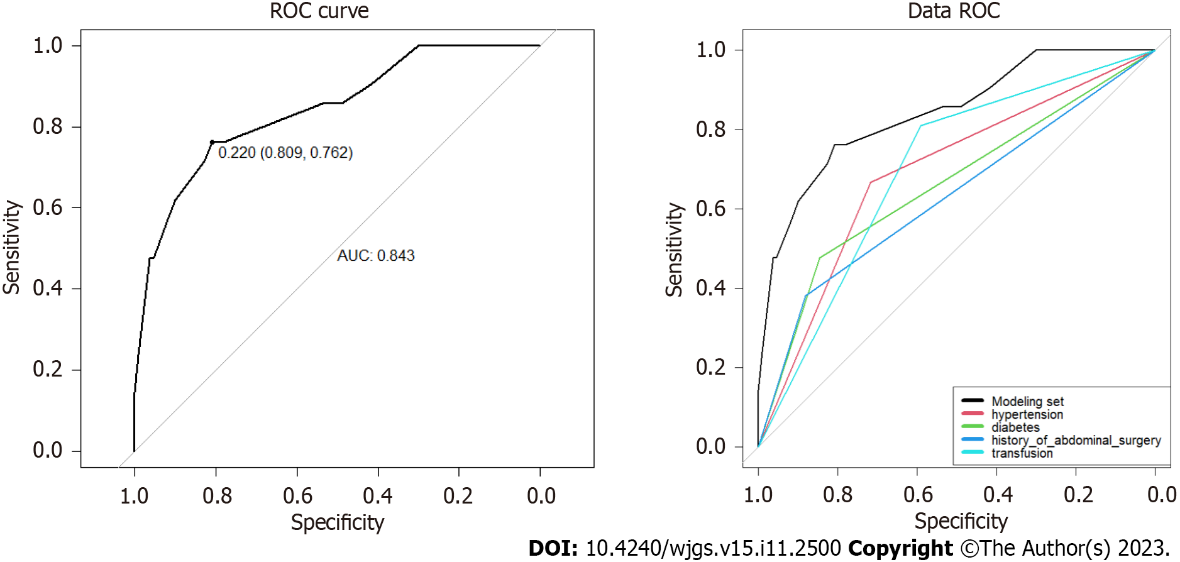 ROC curve
1.0
0.8
0.6
0.4
0.2
0.0
Sensitivity
0.220 (0.809, 0.762)
AUC: 0.843
1.0 0.8 0.6 0.4 0.2 0.0
Specificity
Data ROC
1.0
0.8
0.6
0.4
0.2
0.0
Sensitivity
Modeling set
hypertension
diabetes
history_of_abdominal_surgery
transfusion
1.0 0.8 0.6 0.4 0.2 0.0
Specificity
DOI: 10.4240/wjgs.v15.i11.2500 Copyright ©The Author(s) 2023.